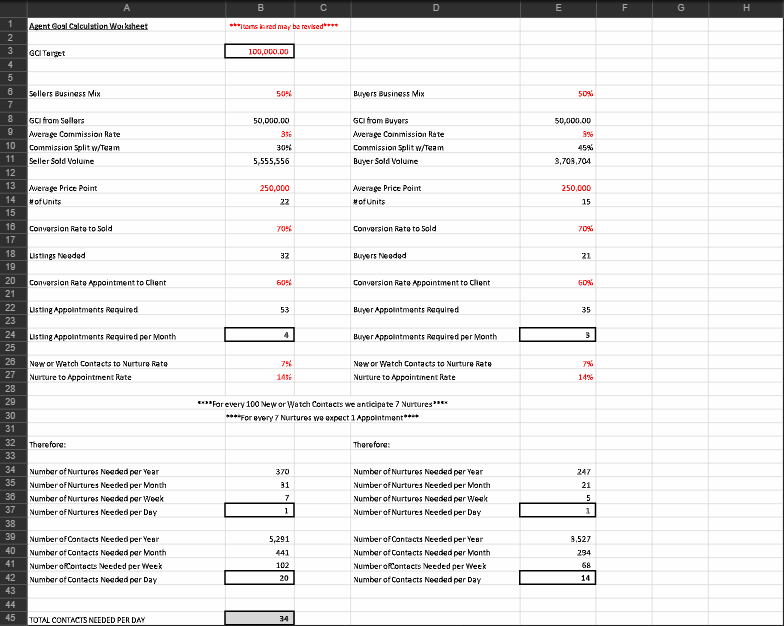 A B C D E F G H
1 Agent Goal Calculation Worksheet ***Items in red may be revised****
2
3 GCI Target 100,000.00
4
5
6 Sellers Business Mix 50% Buyers Business Mix 50%
7
8 GCI from Sellers 50,000.00 GCI from Buyers 50,000.00
9 Average Commission Rate 3% Average Commission Rate 3%
10 Commission Split w/Team 30% Commission Split w/Team 45%
11 Seller Sold Volume 5,555,556 Buyer Sold Volume 3,703,704
12
13 Average Price Point 250,000 Average Price Point 250,000
14 # of Units 22 # of Units 15
15
16 Conversion Rate to Sold 70% Conversion Rate to Sold 70%
17
18 Listings Needed 32 Buyers Needed 21
19
20 Conversion Rate Appointment to Client 60% Conversion Rate Appointment to Client 60%
21
22 Listing Appointments Required 53 Buyer Appointments Required 35
23
24 Listing Appointments Required per Month 4 Buyer Appointments Required per Month 3
25
26 New or Watch Contacts to Nurture Rate 7% New or Watch Contacts to Nurture Rate 7%
27 Nurture to Appointment Rate 14% Nurture to Appointment Rate 14%
28
29 ****For every 100 New or Watch Contacts we anticipate 7 Nurtures****
30 ****For every 7 Nurtures we expect 1 Appointment****
31
32 Therefore: Therefore:
33
34 Number of Nurtures Needed per Year 370 Number of Nurtures Needed per Year 247
35 Number of Nurtures Needed per Month 31 Number of Nurtures Needed per Month 21
36 Number of Nurtures Needed per Week 7 Number of Nurtures Needed per Week 5
37 Number of Nurtures Needed per Day 1 Number of Nurtures Needed per Day 1
38
39 Number of Contacts Needed per Year 5,291 Number of Contacts Needed per Year 3,527
40 Number of Contacts Needed per Month 441 Number of Contacts Needed per Month 294
41 Number ofContacts Needed per Week 102 Number ofContacts Needed per Week 68
42 Number of Contacts Needed per Day 20 Number of Contacts Needed per Day 14
43
44
45 TOTAL CONTACTS NEEDED PER DAY 34